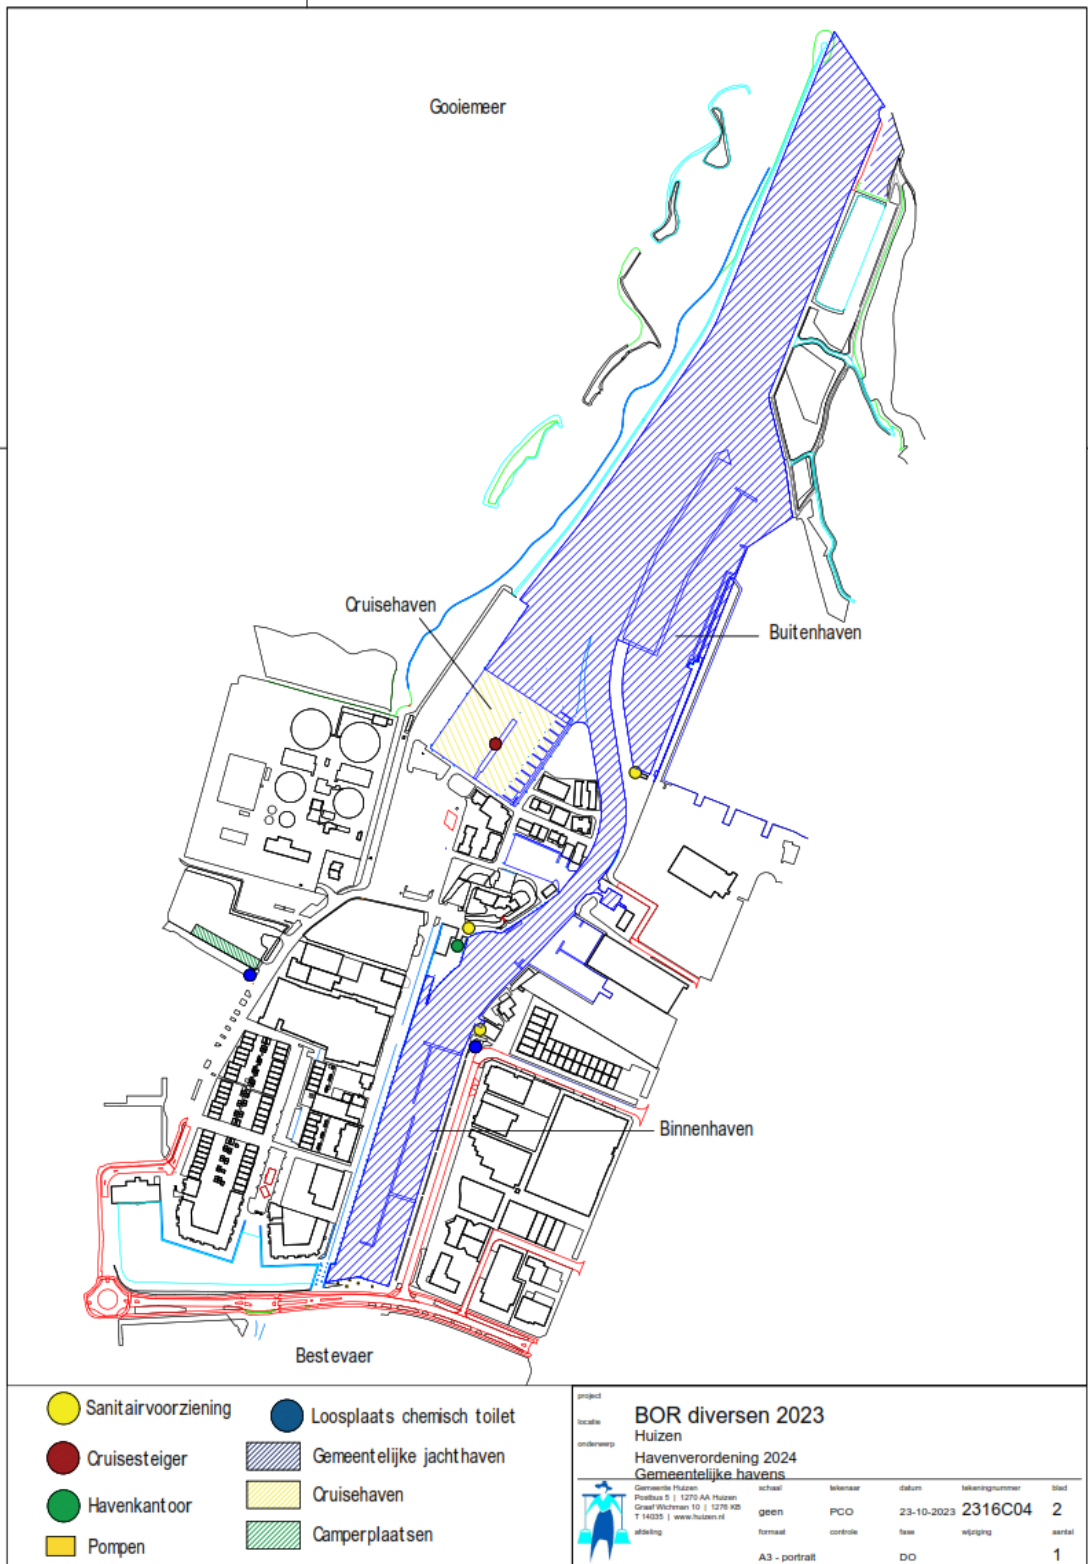 Gooiemeer
Cruisehaven
Buitenhaven
Binnenhaven
Bestevaer
Sanitairvoorziening
Cruisesteiger
Havenkantoor
Pompen
Loosplaats chemisch toilet
Gemeentelijke jachthaven
Cruisehaven
Camperplaatsen
project
BOR diversen 2023
locatie
Huizen
onderwerp
Havenverordening 2024
Gemeentelijke havens
Gemeente Huizen
Postbus 5 | 1270 AA Huizen
Graaf Wichman 10 | 1276 KB
T 14035 | www.huizen.nl
afdeling
schaal tekenaar datum tekeningnummer blad
geen PCO 23-10-2023 2316C04 2
formaat controle fase wijziging aantal
A3 - portrait DO 1